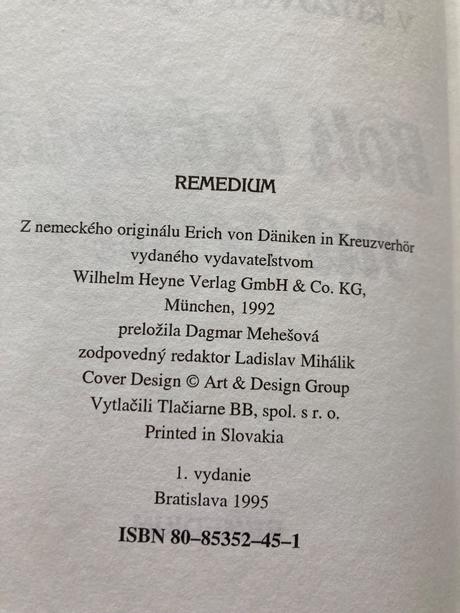 REMEDIUM
Z nemeckého originálu Erich von Däniken in Kreuzverhör
vydaného vydavateľstvom
Wilhelm Heyne Verlag GmbH & Co. KG,
München, 1992
preložila Dagmar Mehešová
zodpovedný redaktor Ladislav Mihálik
Cover Design © Art & Design Group
Vytlačili Tlačiarne BB, spol. s r. o.
Printed in Slovakia
1. vydanie
Bratislava 1995
ISBN 80–85352–45–1